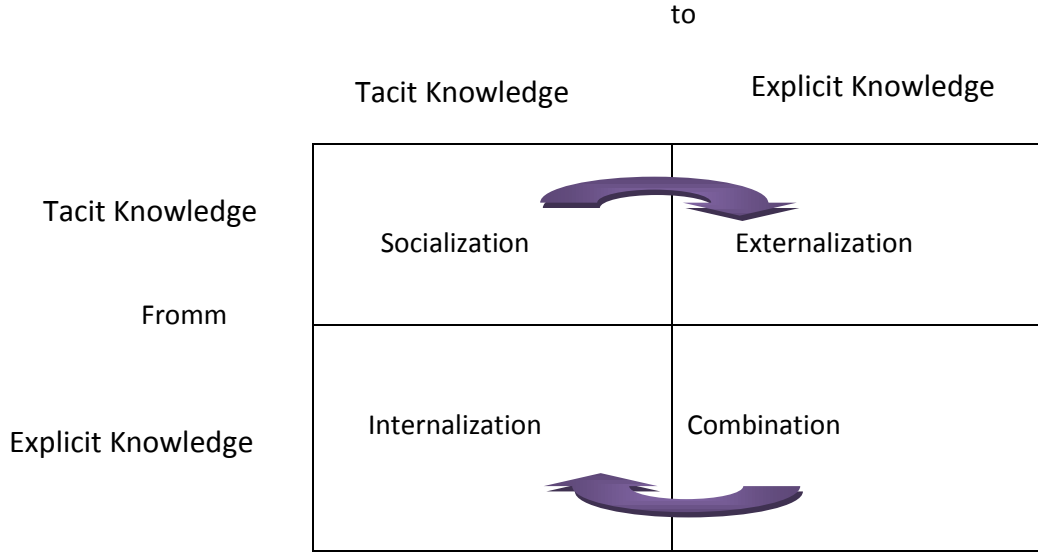 to
Tacit Knowledge
Explicit Knowledge
Tacit Knowledge
Socialization
Externalization
Fromm
Explicit Knowledge
Internalization
Combination